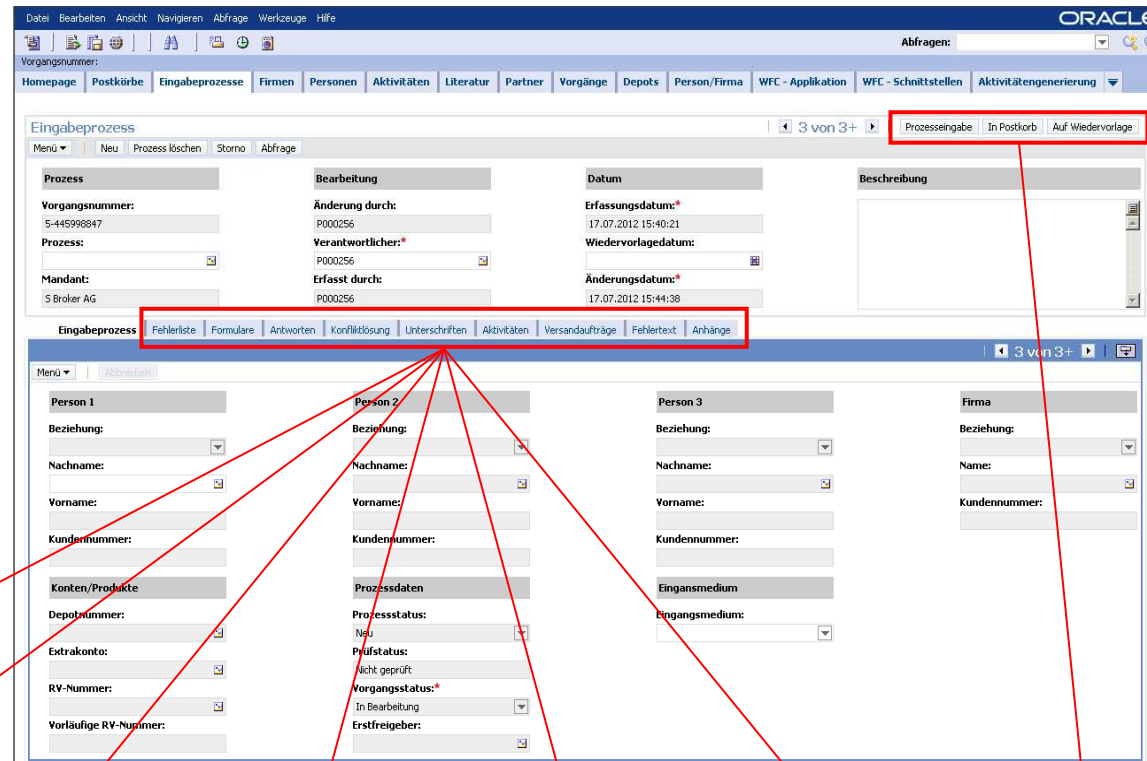 Datei Bearbeiten Ansicht Navigieren Abfrage Werkzeuge Hilfe
ORACLE
Abfragen:
Vorgangsnummer:
Homepage Postkörbe Eingabeprozesse Firmen Personen Aktivitäten Literatur Partner Vorgänge Depots Person/Firma WFC - Applikation WFC - Schnittstellen Aktivitätengenerierung
Eingabeprozess 3 von 3+ Prozesseingabe In Postkorb Auf Wiedervorlage
Menü Neu Prozess löschen Storno Abfrage
Prozess Bearbeitung Datum Beschreibung
Vorgangsnummer: Änderung durch: Erfassungsdatum:*
5-445998847 P000256 17.07.2012 15:40:21
Prozess: Verantwortlicher:* Wiedervorlagedatum:
P000256
Mandant: Erfasst durch: Änderungsdatum:*
S Broker AG P000256 17.07.2012 15:44:38
Eingabeprozess Fehlerliste Formulare Antworten Konfliktlösung Unterschriften Aktivitäten Versandaufträge Fehlertext Anhänge
3 von 3+
Menü Abbrechen
Person 1 Person 2 Person 3 Firma
Beziehung: Beziehung: Beziehung: Beziehung:
Nachname: Nachname: Nachname: Name:
Vorname: Vorname: Vorname: Kundennummer:
Kundennummer: Kundennummer: Kundennummer:
Konten/Produkte Prozessdaten Eingansmedium
Depotnummer: Prozessstatus: Eingangsmedium:
Neu
Extrakonto: Prüfstatus:
Nicht geprüft
RV-Nummer: Vorgangsstatus:*
In Bearbeitung
Vorläufige RV-Nummer: Erstfreigeber: